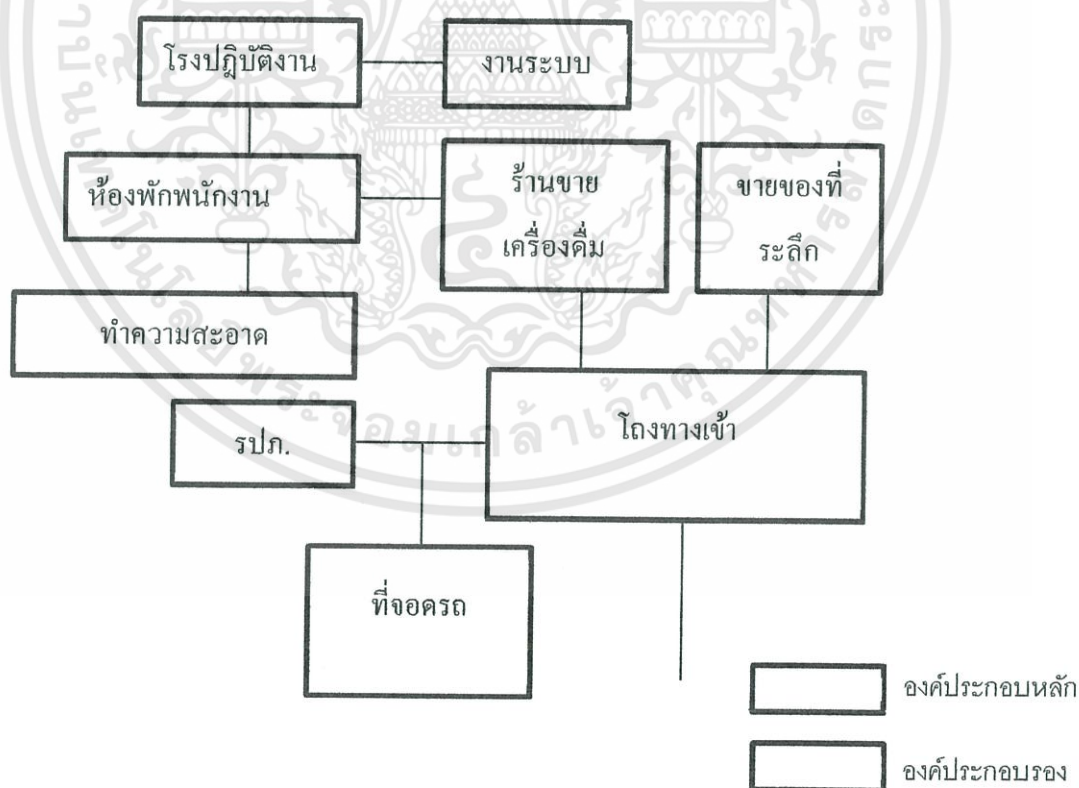 โรงปฎิบัติงาน
งานระบบ
ห้องพักพนักงาน
ร้านขาย
เครื่องดื่ม
ขายของที่
ระลึก
ทำความสะอาด
โถงทางเข้า
รปภ.
ที่จอดรถ
องค์ประกอบหลัก
องค์ประกอบรอง